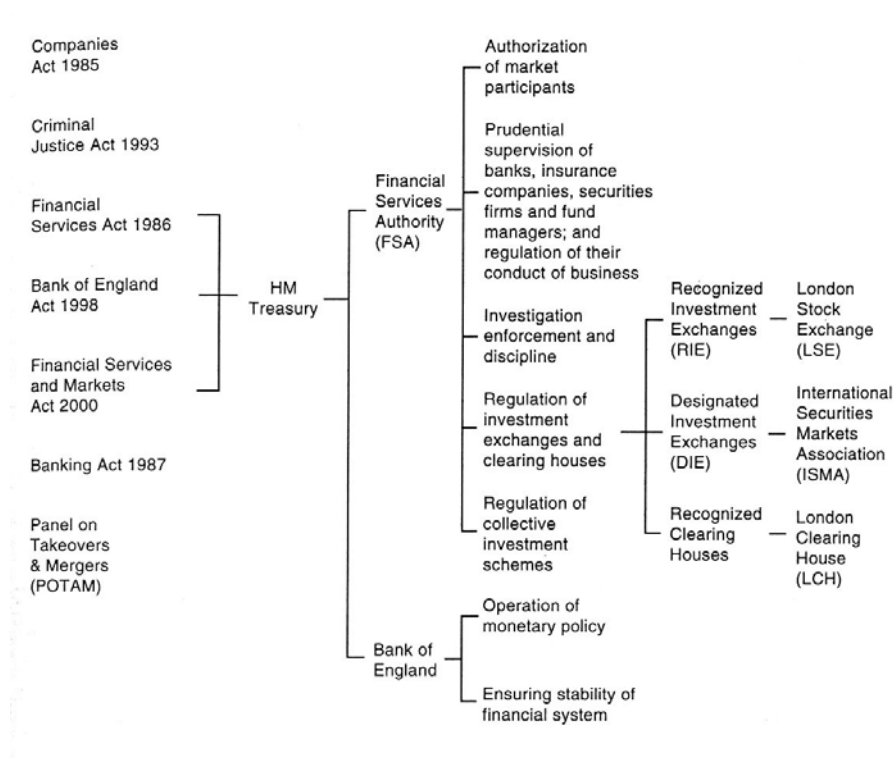 Companies
Act 1985
Criminal
Justice Act 1993
Financial
Services Act 1986
Bank of England
Act 1998
Financial Services
and Markets
Act 2000
Banking Act 1987
Panel on
Takeovers
& Mergers
(POTAM)
HM
Treasury
Financial
Services
Authority
(FSA)
Bank of
England
Authorization
of market
participants
Prudential
supervision of
banks, insurance
companies, securities
firms and fund
managers; and
regulation of their
conduct of business
Investigation
enforcement and
discipline
Regulation of
investment
exchanges and
clearing houses
Regulation of
collective
investment
schemes
Operation of
monetary policy
Ensuring stability of
financial system
Recognized
Investment
Exchanges
(RIE)
Designated
Investment
Exchanges
(DIE)
Recognized
Clearing
Houses
London
Stock
Exchange
(LSE)
International
Securities
Markets
Association
(ISMA)
London
Clearing
House
(LCH)